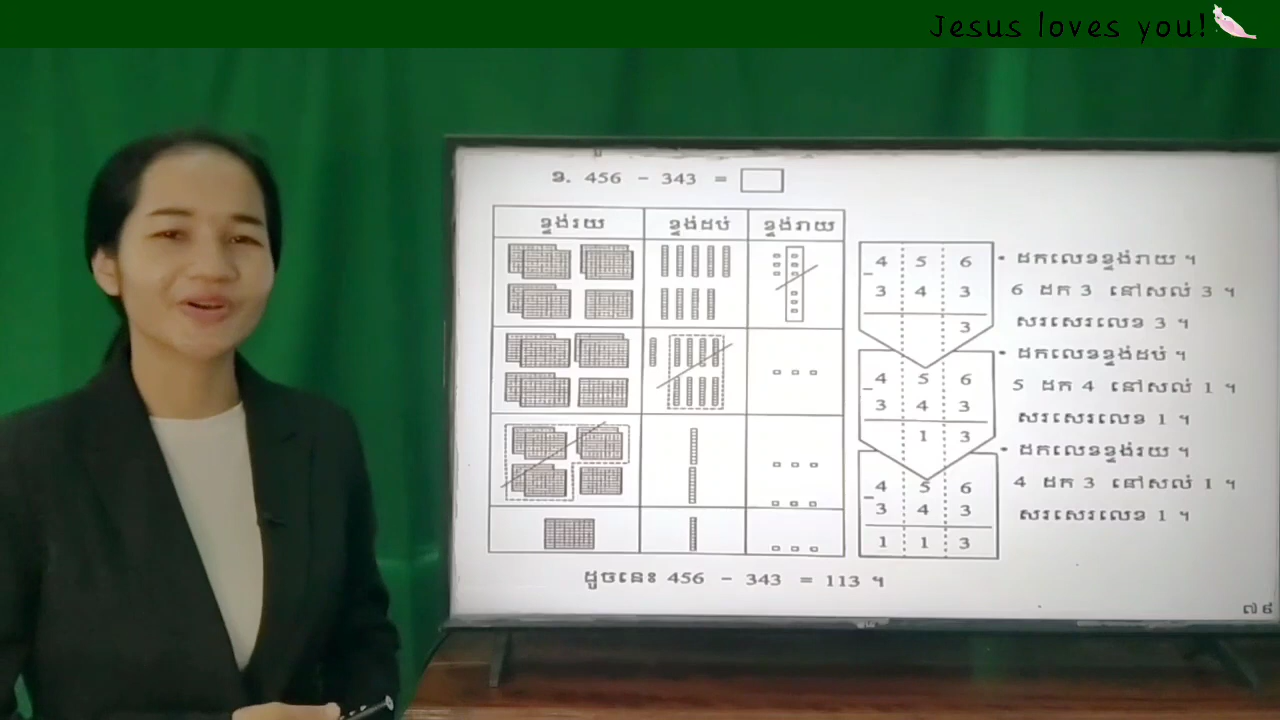 Jesus loves you!
ខ. 456 - 343 =
ខ្ទង់រយ ខ្ទង់ដប់ ខ្ទង់រាយ
4 5 6
- 3 4 3
3
4 5 6
- 3 4 3
1 3
4 5 6
- 3 4 3
1 1 3
• ដកលេខខ្ទង់រាយ ។
6 ដក 3 នៅសល់ 3 ។
សរសេរលេខ 3 ។
• ដកលេខខ្ទង់ដប់ ។
5 ដក 4 នៅសល់ 1 ។
សរសេរលេខ 1 ។
• ដកលេខខ្ទង់រយ ។
4 ដក 3 នៅសល់ 1 ។
សរសេរលេខ 1 ។
ដូចនេះ 456 - 343 = 113 ។
៧៩